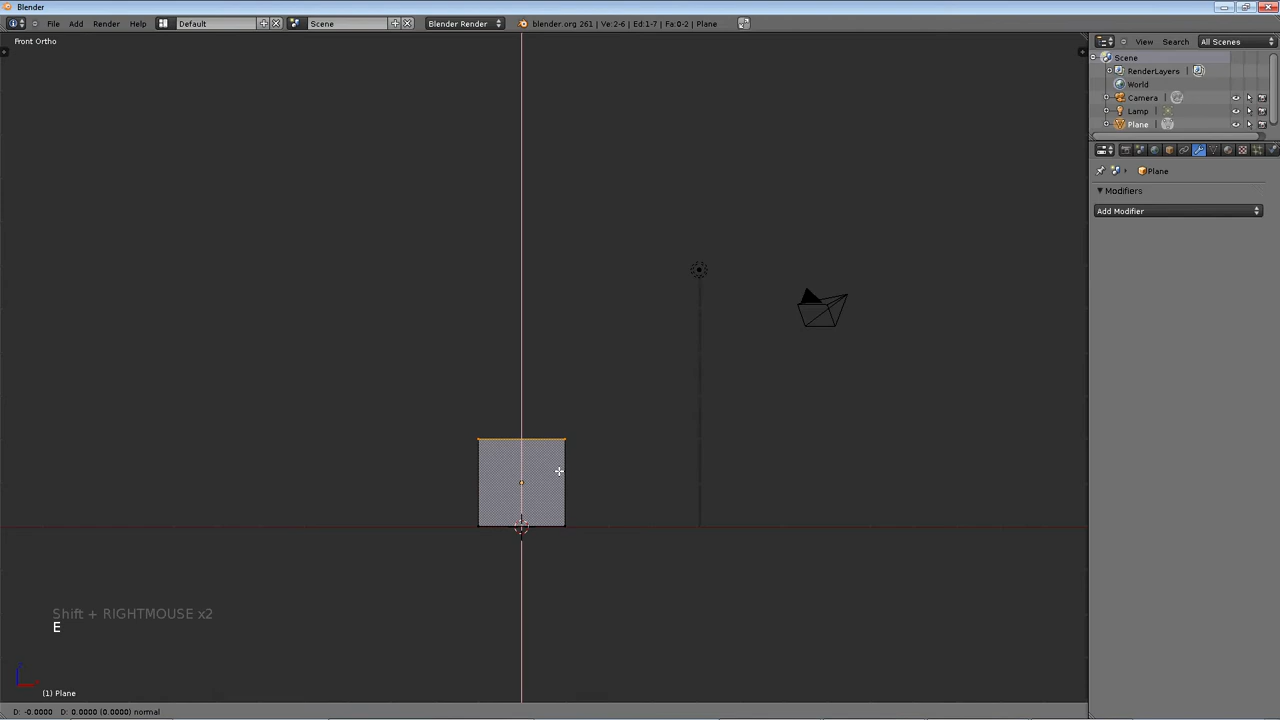 Blender
File Add Render Help Default Scene Blender Render blender.org 261 | Ve:2-6 | Ed:1-7 | Fa:0-2 | Plane
Front Ortho
View Search All Scenes
Scene
RenderLayers |
World
Camera |
Lamp |
Plane |
Plane
Modifiers
Add Modifier
Shift + RIGHTMOUSE x2
E
(1) Plane
D: -0.0000 D: 0.0000 (0.0000) normal